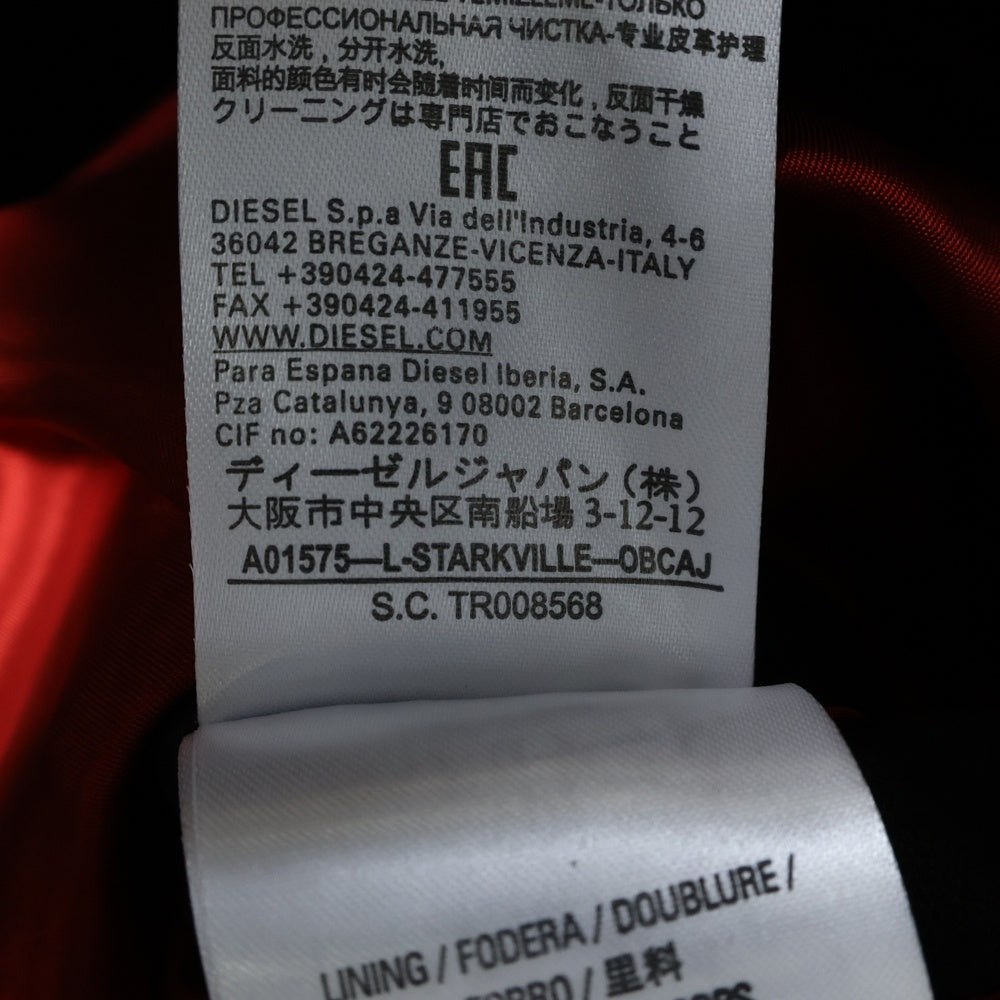 TEMIZLEME-ТОЛЬКО
ПРОФЕССИОНАЛЬНАЯ ЧИСТКА-专业皮革护理
反面水洗，分开水洗,
面料的颜色有时会随着时间而变化，反面干燥
クリーニングは専門店でおこなうこと
EAC
DIESEL S.p.a Via dell'Industria, 4-6
36042 BREGANZE-VICENZA-ITALY
TEL +390424-477555
FAX +390424-411955
WWW.DIESEL.COM
Para Espana Diesel Iberia, S.A.
Pza Catalunya, 9 08002 Barcelona
CIF no: A62226170
ディーゼルジャパン（株）
大阪市中央区南船場 3-12-12
A01575—L-STARKVILLE—OBCAJ
S.C. TR008568
LINING / FODERA / DOUBLURE /
/ 里料